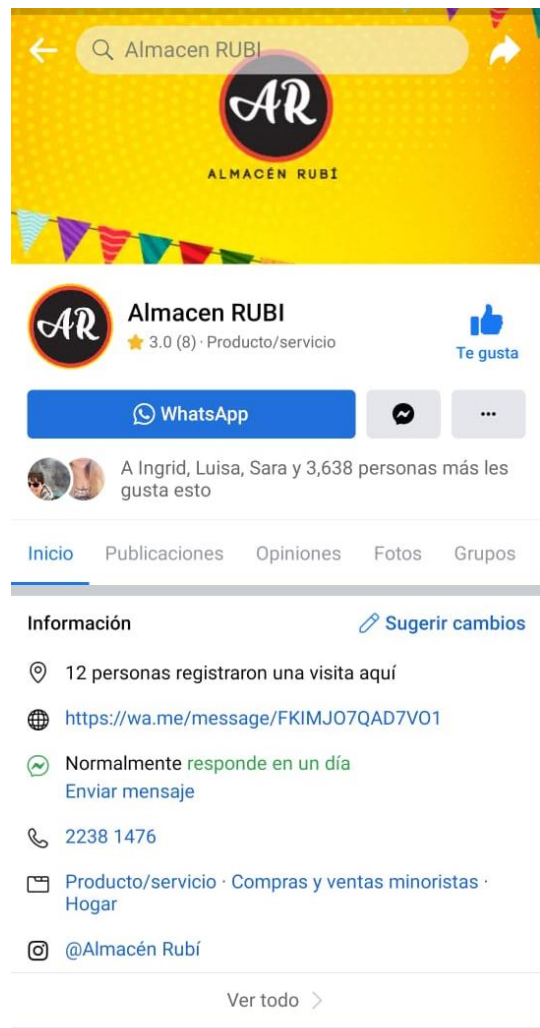 Almacen RUBI
AR
ALMACÉN RUBÍ
AR
Almacen RUBI
3.0 (8) · Producto/servicio
Te gusta
WhatsApp
A Ingrid, Luisa, Sara y 3,638 personas más les
gusta esto
Inicio Publicaciones Opiniones Fotos Grupos
Información
Sugerir cambios
12 personas registraron una visita aquí
https://wa.me/message/FKIMJO7QAD7VO1
Normalmente responde en un día
Enviar mensaje
2238 1476
Producto/servicio · Compras y ventas minoristas ·
Hogar
@Almacén Rubí
Ver todo